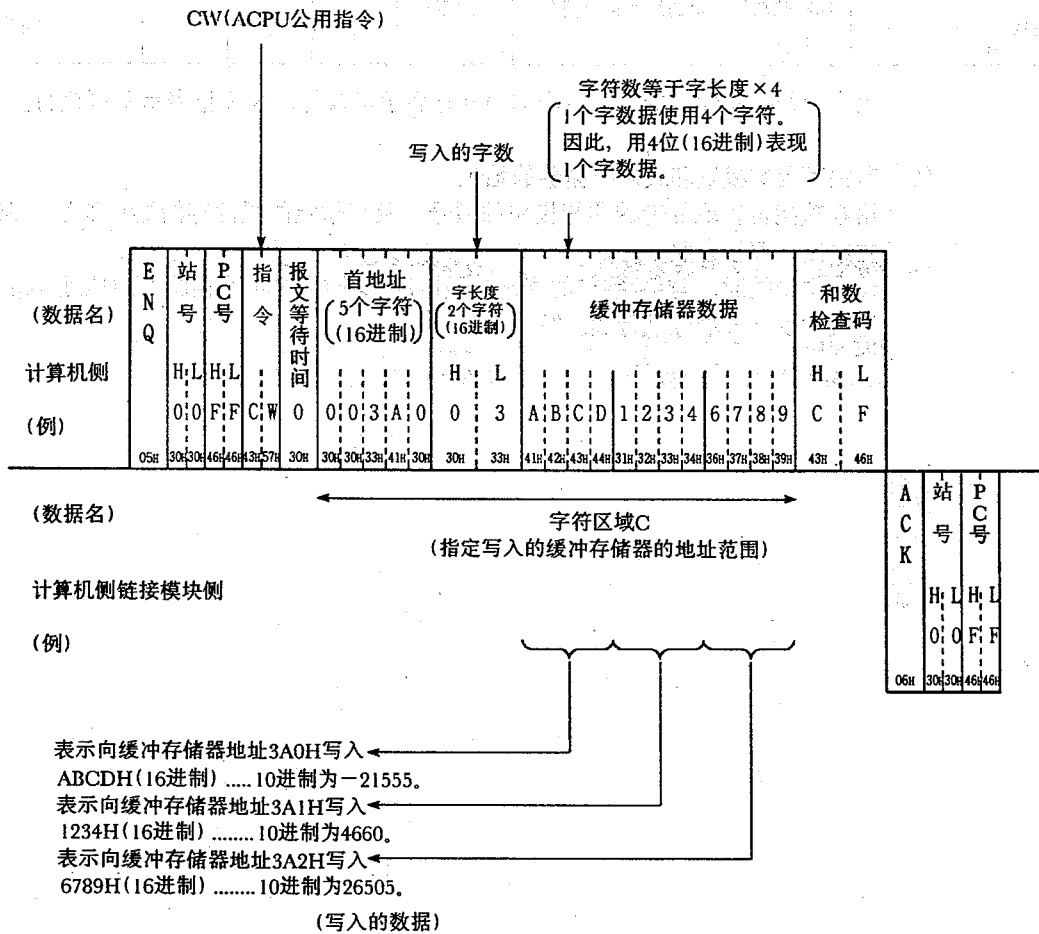 CW(ACPU公用指令)
字符数等于字长度×4
1个字数据使用4个字符。
因此，用4位(16进制)表现
1个字数据。
写入的字数
(数据名)
计算机侧
(例)
ENQ
05H
站号
H L
0 0
30H 30H
PC号
H L
F F
46H 46H
指令
C W
43H 57H
报文等待时间
0
30H
首地址
(5个字符)
(16进制)
0 0 3 A 0
30H 30H 33H 41H 30H
字长度
(2个字符)
(16进制)
H L
0 3
30H 33H
缓冲存储器数据
A B C D 1 2 3 4 6 7 8 9
41H 42H 43H 44H 31H 32H 33H 34H 36H 37H 38H 39H
和数
检查码
H L
C F
43H 46H
(数据名)
字符区域C
(指定写入的缓冲存储器的地址范围)
计算机侧链接模块侧
(例)
ACK
06H
站号
H L
0 0
30H 30H
PC号
H L
F F
46H 46H
表示向缓冲存储器地址3A0H写入
ABCDH(16进制) ..... 10进制为－21555。
表示向缓冲存储器地址3A1H写入
1234H(16进制) ........ 10进制为4660。
表示向缓冲存储器地址3A2H写入
6789H(16进制) ........ 10进制为26505。
(写入的数据)